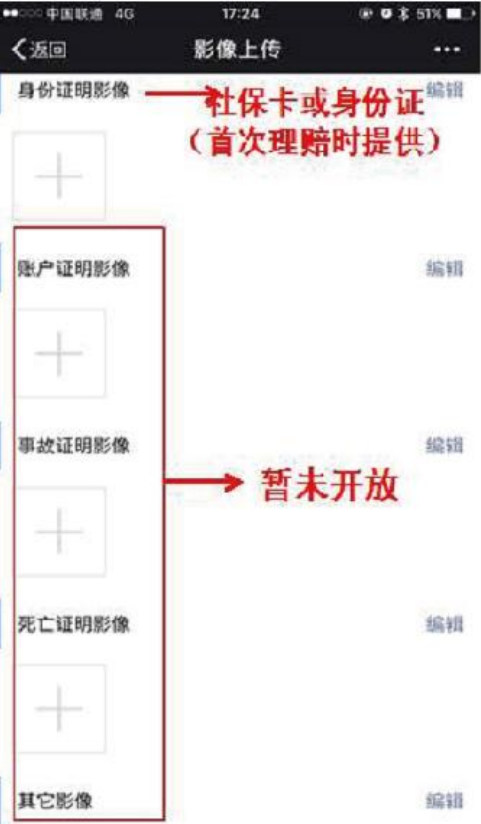 中国联通 4G 17:24 51%
返回 影像上传 ...
身份证明影像 社保卡或身份证 编辑
（首次理赔时提供）
账户证明影像 编辑
事故证明影像 编辑
暂未开放
死亡证明影像 编辑
其它影像 编辑